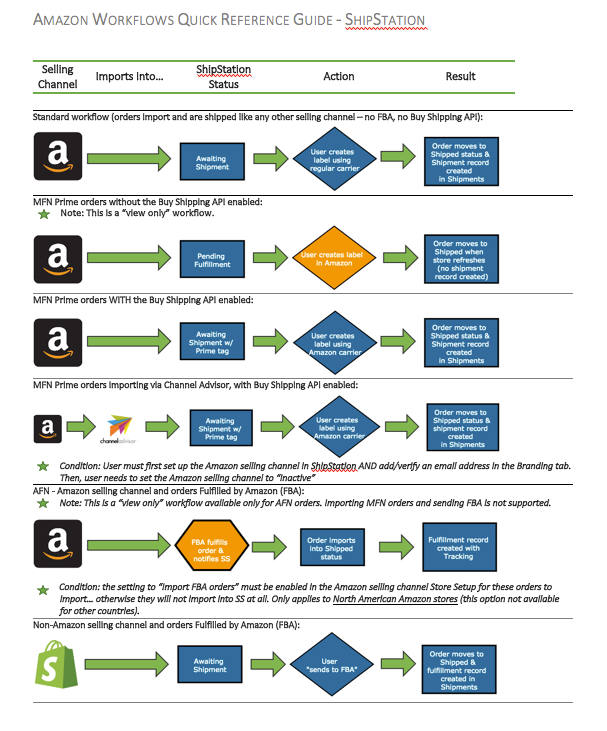 AMAZON WORKFLOWS QUICK REFERENCE GUIDE - SHIPSTATION
Selling
Channel
Imports Into...
ShipStation
Status
Action
Result
Standard workflow (orders import and are shipped like any other selling channel – no FBA, no Buy Shipping API):
a
Awaiting
Shipment
User creates
label using
regular carrier
Order moves to
Shipped status &
Shipment record
created
in Shipments
MFN Prime orders without the Buy Shipping API enabled:
Note: This is a "view only" workflow.
a
Pending
Fulfillment
User creates label
in Amazon
Order moves to
Shipped when
store refreshes
(no shipment
record created)
MFN Prime orders WITH the Buy Shipping API enabled:
a
Awaiting
Shipment w/
Prime tag
User creates
label using
Amazon carrier
Order moves to
Shipped status &
Shipment record
created
in Shipments
MFN Prime orders importing via Channel Advisor, with Buy Shipping API enabled:
a
channeladvisor
Awaiting
Shipment w/
Prime tag
User creates
label using
Amazon carrier
Order moves to
Shipped status &
shipment record
created
in Shipments
Condition: User must first set up the Amazon selling channel in ShipStation AND add/verify an email address in the Branding tab.
Then, user needs to set the Amazon selling channel to "Inactive"
AFN - Amazon selling channel and orders Fulfilled by Amazon (FBA):
Note: This is a "view only" workflow available only for AFN orders. Importing MFN orders and sending FBA is not supported.
a
FBA fulfills
order &
notifies SS
Order imports
into Shipped
status
Fulfillment record
created with
Tracking
Condition: the setting to "Import FBA orders" must be enabled in the Amazon selling channel Store Setup for these orders to
import... otherwise they will not import into SS at all. Only applies to North American Amazon stores (this option not available
for other countries).
Non-Amazon selling channel and orders Fulfilled by Amazon (FBA):
S
Awaiting
Shipment
User
"sends to FBA"
Order moves to
Shipped &
fulfillment record
created in
Shipments